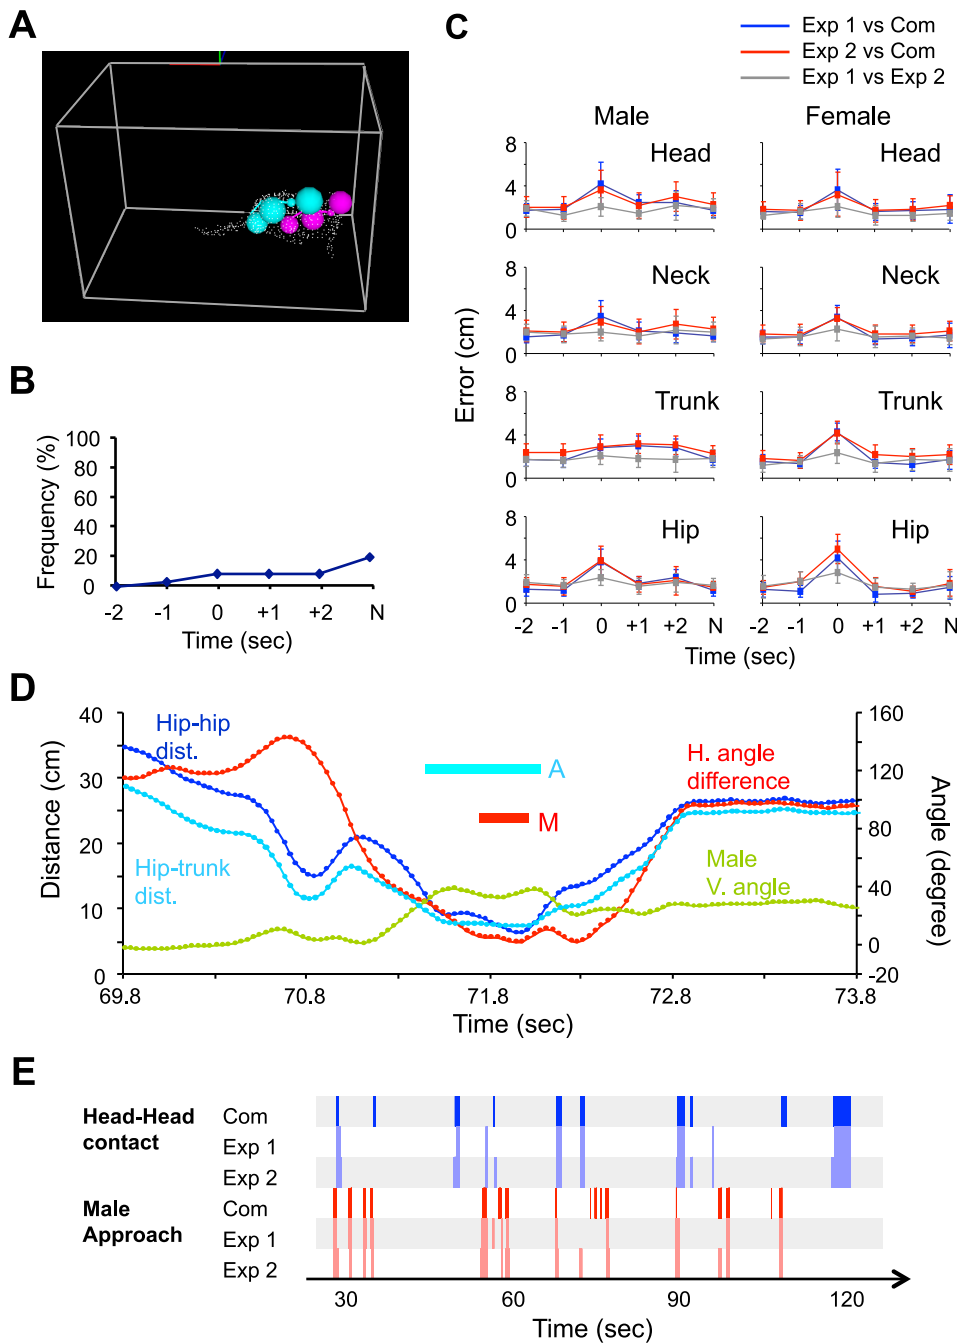 A
C
Exp 1 vs Com
Exp 2 vs Com
Exp 1 vs Exp 2
Male
Female
Head
Head
8
4
0
Neck
Neck
8
4
0
Trunk
Trunk
8
4
0
Hip
Hip
8
4
0
Error (cm)
-2 -1 0 +1 +2 N
-2 -1 0 +1 +2 N
Time (sec)
B
Frequency (%)
100
80
60
40
20
0
-2 -1 0 +1 +2 N
Time (sec)
D
Distance (cm)
40
30
20
10
0
Hip-hip
dist.
Hip-trunk
dist.
A
M
H. angle
difference
Male
V. angle
160
120
80
40
0
-20
Angle (degree)
69.8 70.8 71.8 72.8 73.8
Time (sec)
E
Head-Head
contact
Com
Exp 1
Exp 2
Male
Approach
Com
Exp 1
Exp 2
30 60 90 120
Time (sec)